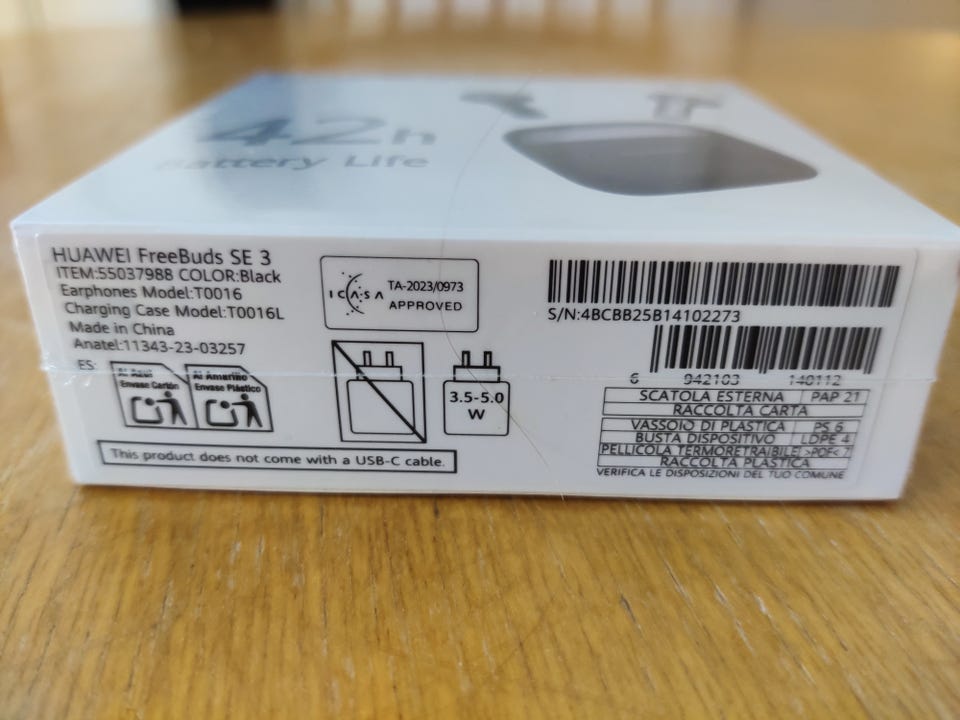 42h
Battery Life
HUAWEI FreeBuds SE 3
ITEM:55037988 COLOR:Black
Earphones Model:T0016
Charging Case Model:T0016L
Made in China
Anatel:11343-23-03257
ES:
Al Azul
Envase Cartón
Al Amarillo
Envase Plástico
This product does not come with a USB-C cable.
ICASA
TA-2023/0973
APPROVED
3.5-5.0
W
S/N:4BCBB25B14102273
6 942103 140112
SCATOLA ESTERNA PAP 21
RACCOLTA CARTA
VASSOIO DI PLASTICA PS 6
BUSTA DISPOSITIVO LDPE 4
PELLICOLA TERMORETRAIBILE >POF< 7
RACCOLTA PLASTICA
VERIFICA LE DISPOSIZIONI DEL TUO COMUNE